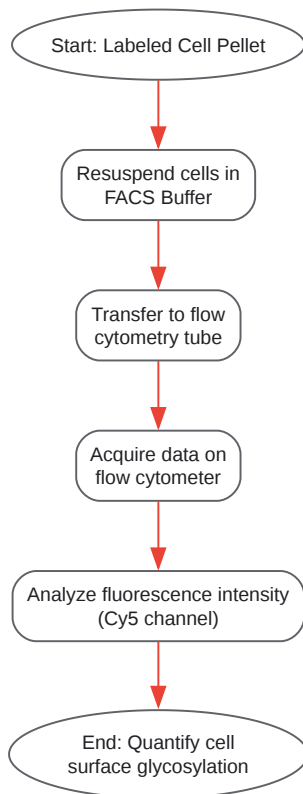 Start: Labeled Cell Pellet
Resuspend cells in
FACS Buffer
Transfer to flow
cytometry tube
Acquire data on
flow cytometer
Analyze fluorescence intensity
(Cy5 channel)
End: Quantify cell
surface glycosylation